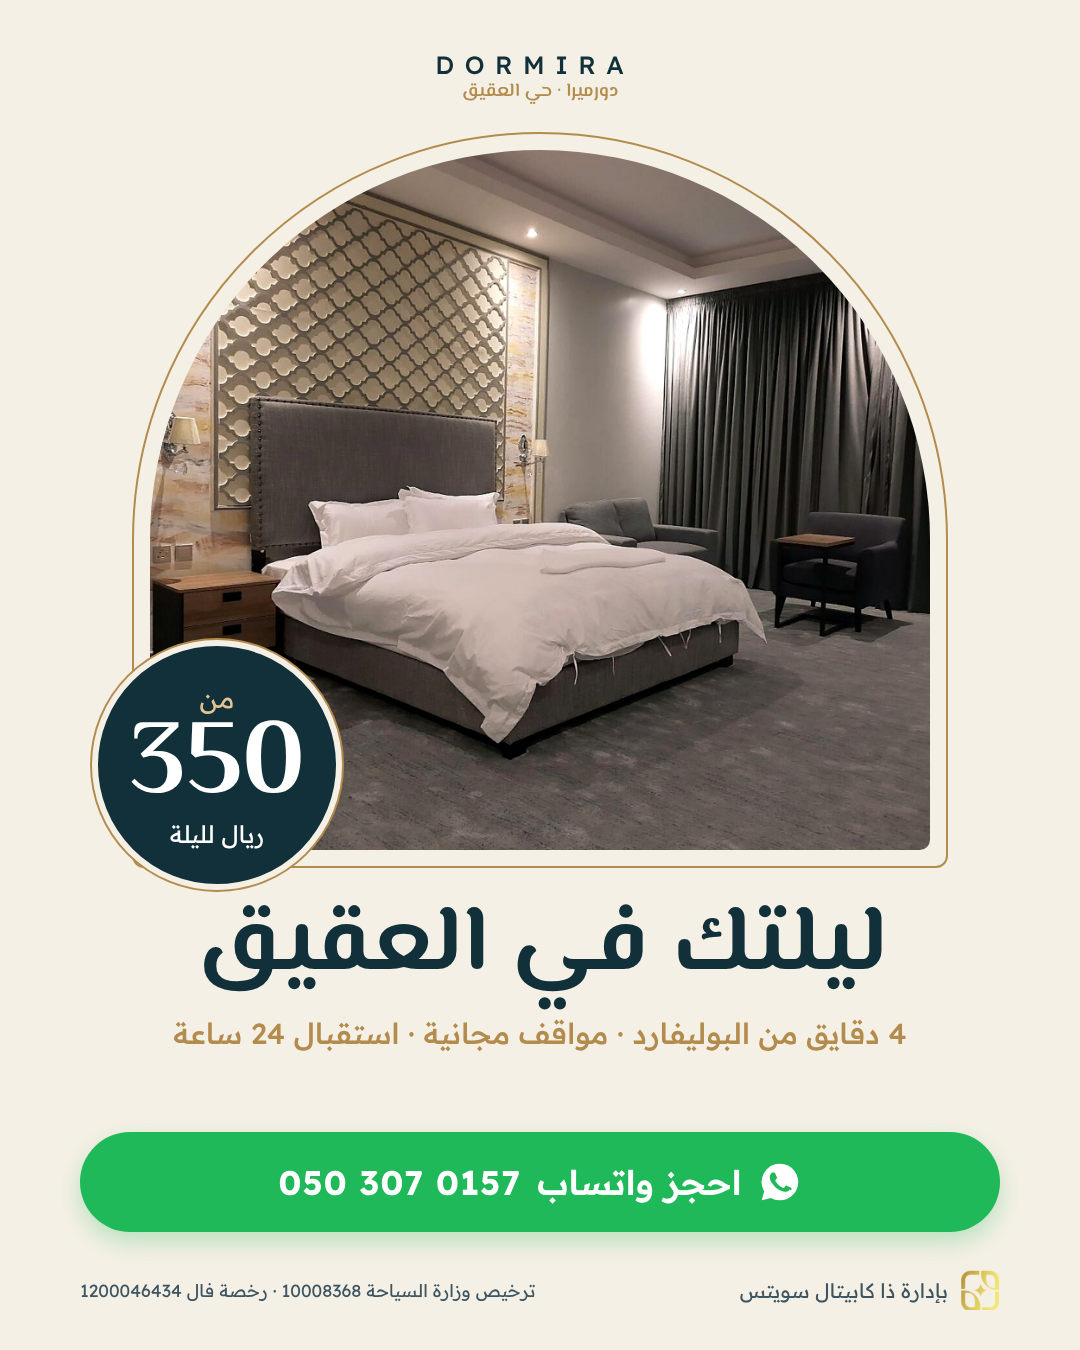 DORMIRA
دورميرا · حي العقيق
من
350
ريال لليلة
ليلتك في العقيق
4 دقايق من البوليفارد · مواقف مجانية · استقبال 24 ساعة
احجز واتساب 0157 307 050
بإدارة ذا كابيتال سويتس
ترخيص وزارة السياحة 10008368 · رخصة فال 1200046434